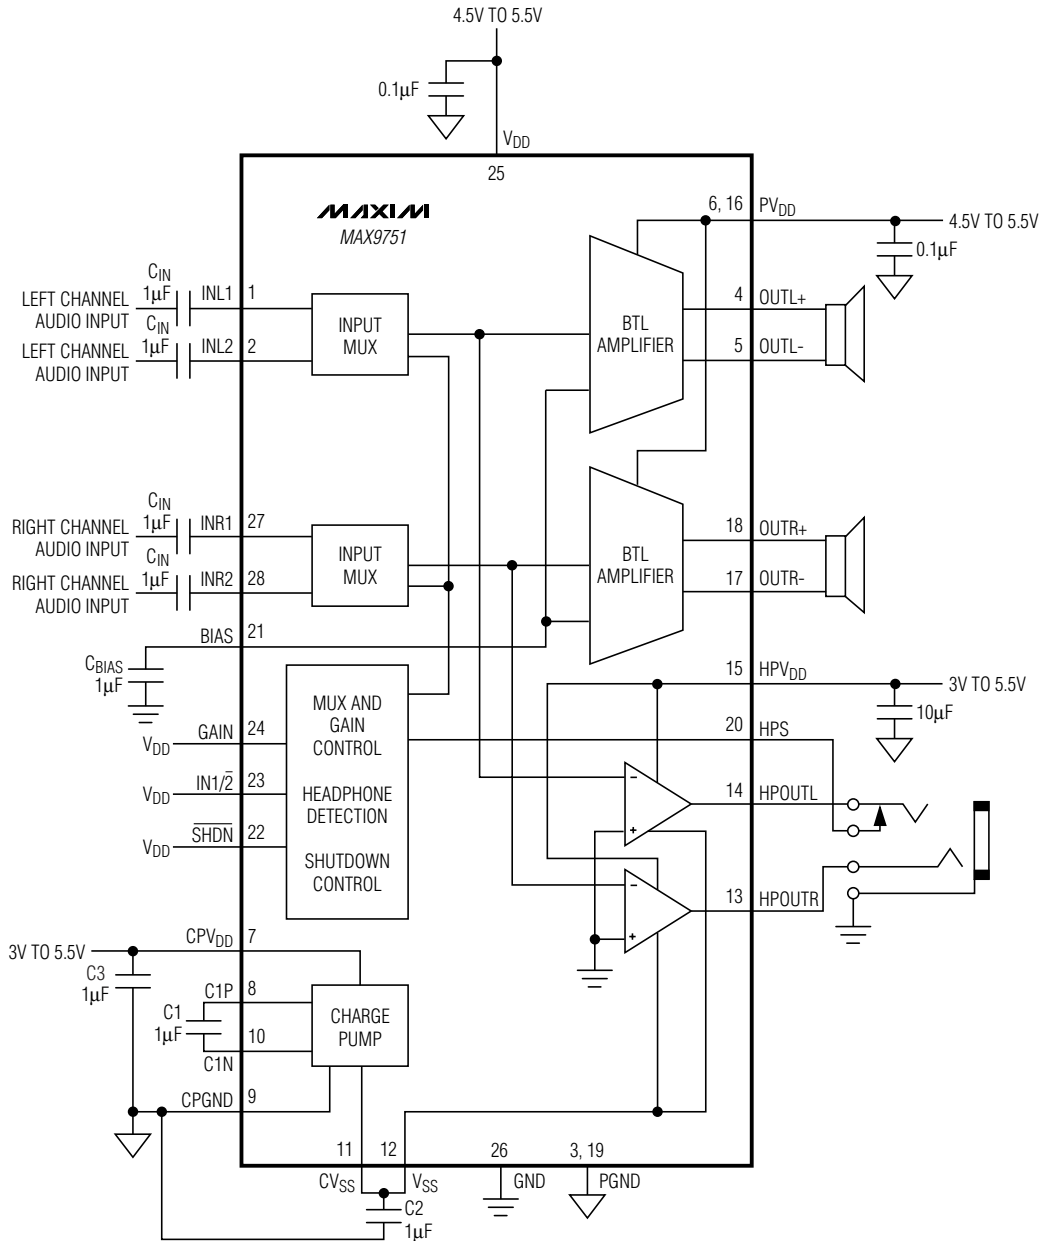 4.5V TO 5.5V
0.1μF
VDD
25
MAXIM
MAX9751
6, 16 PVDD
4.5V TO 5.5V
0.1μF
LEFT CHANNEL
AUDIO INPUT
CIN
1μF
INL1 1
LEFT CHANNEL
AUDIO INPUT
CIN
1μF
INL2 2
INPUT
MUX
BTL
AMPLIFIER
4 OUTL+
5 OUTL-
RIGHT CHANNEL
AUDIO INPUT
CIN
1μF
INR1 27
RIGHT CHANNEL
AUDIO INPUT
CIN
1μF
INR2 28
INPUT
MUX
BTL
AMPLIFIER
18 OUTR+
17 OUTR-
BIAS 21
CBIAS
1μF
VDD GAIN 24
VDD IN1/2̅ 23
VDD S̅H̅D̅N̅ 22
MUX AND
GAIN
CONTROL
HEADPHONE
DETECTION
SHUTDOWN
CONTROL
15 HPVDD
3V TO 5.5V
10μF
20 HPS
−
+
14 HPOUTL
−
+
13 HPOUTR
3V TO 5.5V
CPVDD 7
C3
1μF
C1P 8
C1
1μF
10
C1N
CHARGE
PUMP
CPGND 9
11
CVSS
12
VSS
C2
1μF
26
GND
3, 19
PGND